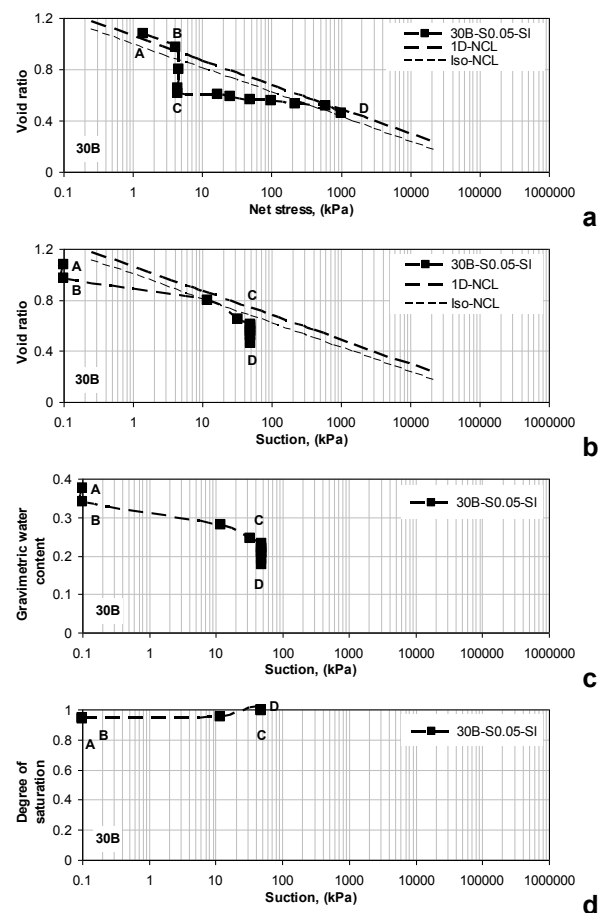 1.2
0.8
0.4
0
Void ratio
B
A
C
D
30B
30B-S0.05-SI
1D-NCL
Iso-NCL
0.1 1 10 100 1000 10000 100000 1000000
Net stress, (kPa)
a
1.2
0.8
0.4
0
Void ratio
A
B
C
D
30B
30B-S0.05-SI
1D-NCL
Iso-NCL
0.1 1 10 100 1000 10000 100000 1000000
Suction, (kPa)
b
0.4
0.3
0.2
0.1
0
Gravimetric water
content
A
B
C
D
30B
30B-S0.05-SI
0.1 1 10 100 1000 10000 100000 1000000
Suction, (kPa)
c
1
0.8
0.6
0.4
0.2
0
Degree of
saturation
B
A
D
C
30B
30B-S0.05-SI
0.1 1 10 100 1000 10000 100000 1000000
Suction, (kPa)
d